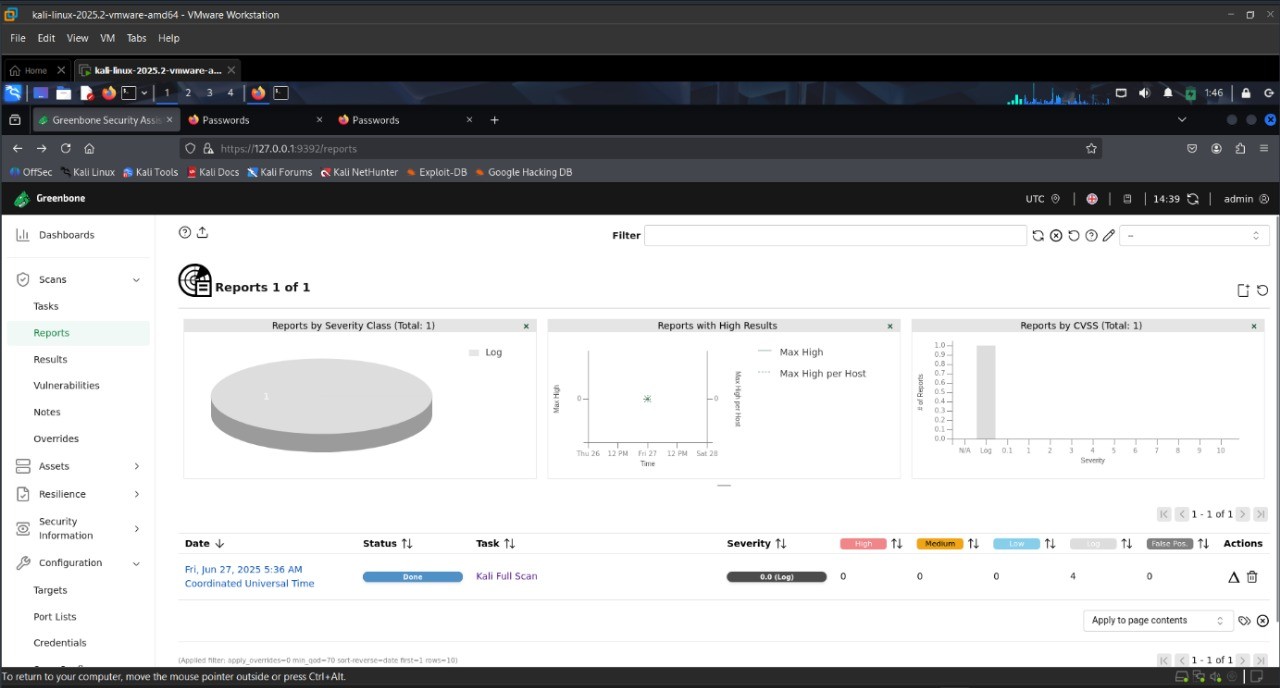 kali-linux-2025.2-vmware-amd64 - VMware Workstation
File Edit View VM Tabs Help
Home kali-linux-2025.2-vmware-a...
1 2 3 4 1:46
Greenbone Security Assis Passwords Passwords
https://127.0.0.1:9392/reports
OffSec Kali Linux Kali Tools Kali Docs Kali Forums Kali NetHunter Exploit-DB Google Hacking DB
Greenbone UTC 14:39 admin
Dashboards
Scans
Tasks
Reports
Results
Vulnerabilities
Notes
Overrides
Assets
Resilience
Security
Information
Configuration
Targets
Port Lists
Credentials
Filter --
Reports 1 of 1
Reports by Severity Class (Total: 1)
Log
1
Reports with High Results
Max High
Max High per Host
Max High
0
0
Max High per Host
Thu 26 12 PM Fri 27 12 PM Sat 28
Time
Reports by CVSS (Total: 1)
# of Reports
1.0
0.9
0.8
0.7
0.6
0.5
0.4
0.3
0.2
0.1
0.0
N/A Log 0.1 1 2 3 4 5 6 7 8 9 10
Severity
1 - 1 of 1
Date Status Task Severity High Medium Low Log False Pos. Actions
Fri, Jun 27, 2025 5:36 AM
Coordinated Universal Time
Done Kali Full Scan 0.0 (Log) 0 0 0 4 0
Apply to page contents
(Applied filter: apply_overrides=0 min_qod=70 sort-reverse=date first=1 rows=10)
1 - 1 of 1
To return to your computer, move the mouse pointer outside or press Ctrl+Alt.